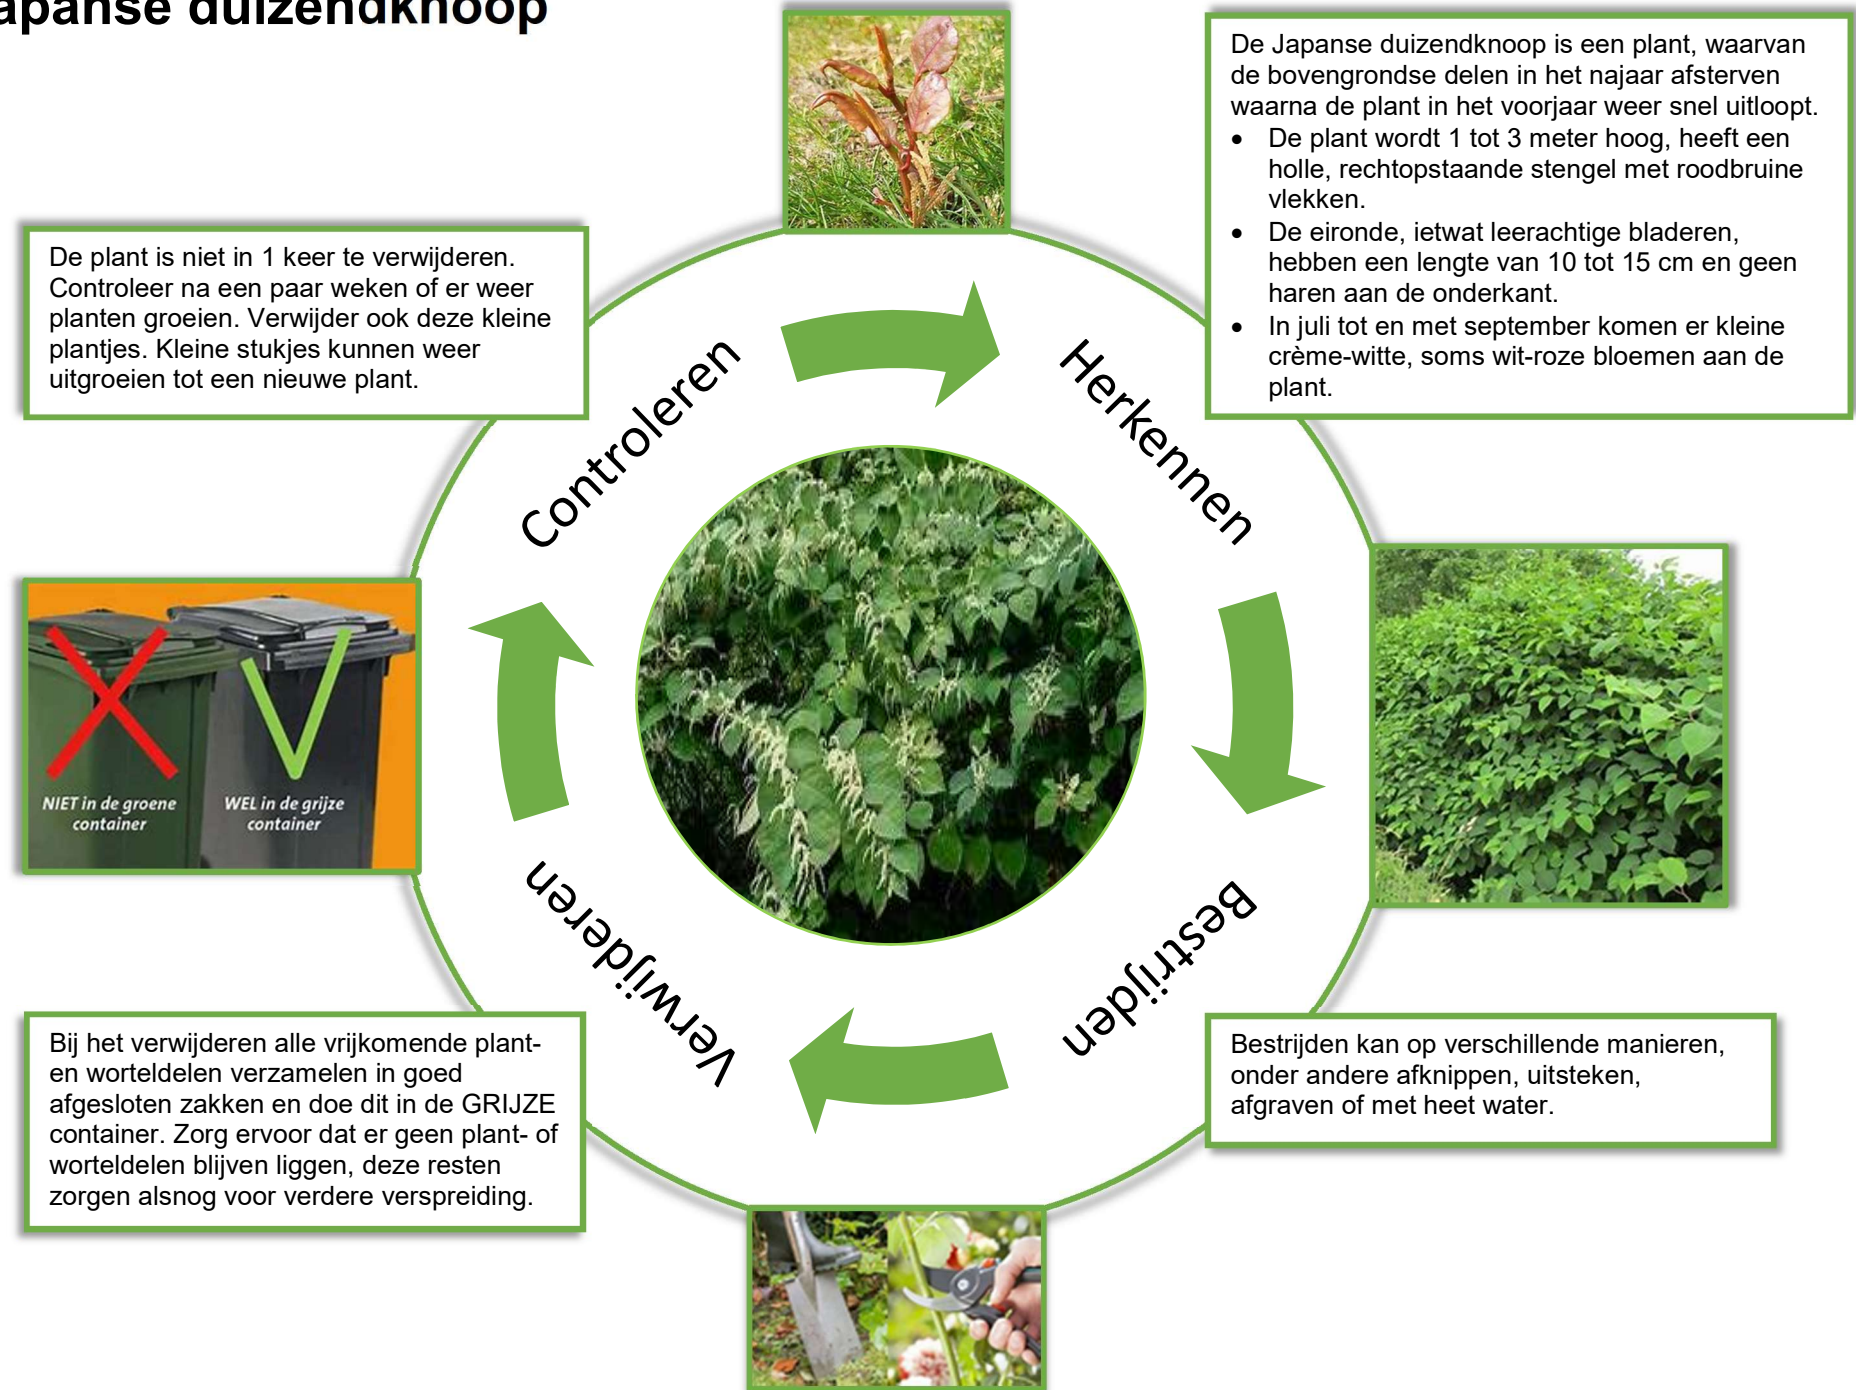 apanse duizendknoop
De Japanse duizendknoop is een plant, waarvan
de bovengrondse delen in het najaar afsterven
waarna de plant in het voorjaar weer snel uitloopt.
• De plant wordt 1 tot 3 meter hoog, heeft een
holle, rechtopstaande stengel met roodbruine
vlekken.
• De eironde, ietwat leerachtige bladeren,
hebben een lengte van 10 tot 15 cm en geen
haren aan de onderkant.
• In juli tot en met september komen er kleine
crème-witte, soms wit-roze bloemen aan de
plant.
De plant is niet in 1 keer te verwijderen.
Controleer na een paar weken of er weer
planten groeien. Verwijder ook deze kleine
plantjes. Kleine stukjes kunnen weer
uitgroeien tot een nieuwe plant.
Controleren
Herkennen
NIET in de groene
container
WEL in de grijze
container
Verwijderen
Bestrijden
Bij het verwijderen alle vrijkomende plant-
en worteldelen verzamelen in goed
afgesloten zakken en doe dit in de GRIJZE
container. Zorg ervoor dat er geen plant- of
worteldelen blijven liggen, deze resten
zorgen alsnog voor verdere verspreiding.
Bestrijden kan op verschillende manieren,
onder andere afknippen, uitsteken,
afgraven of met heet water.